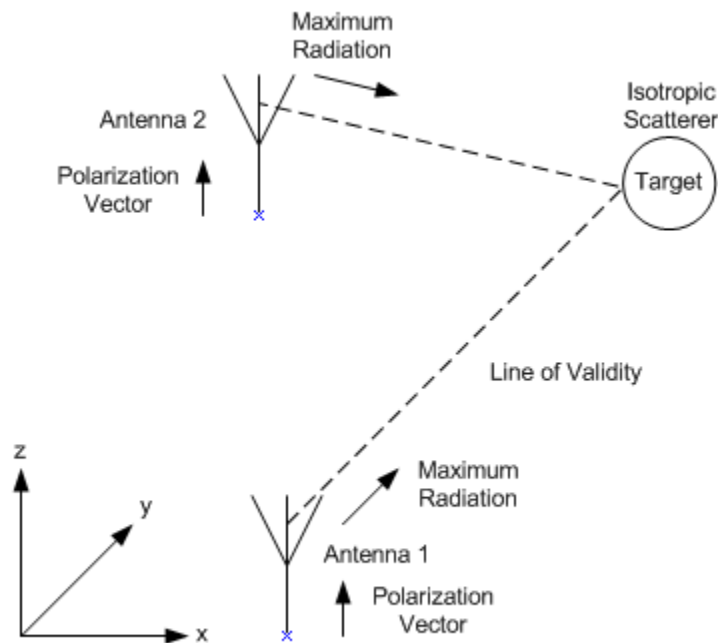 Maximum
Radiation
Antenna 2
Polarization
Vector
Isotropic
Scatterer
Target
Line of Validity
z
y
x
Maximum
Radiation
Antenna 1
Polarization
Vector